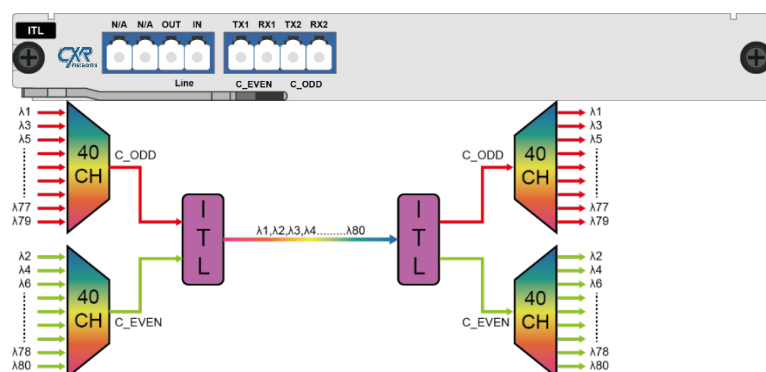 ITL
N/A N/A OUT IN
TX1 RX1 TX2 RX2
CXR
Networks
Line
C_EVEN C_ODD
λ1
λ3
λ5
λ77
λ79
40
CH
C_ODD
λ2
λ4
λ6
λ78
λ80
40
CH
C_EVEN
I
T
L
λ1,λ2,λ3,λ4.........λ80
I
T
L
C_ODD
40
CH
λ1
λ3
λ5
λ77
λ79
C_EVEN
40
CH
λ2
λ4
λ6
λ78
λ80